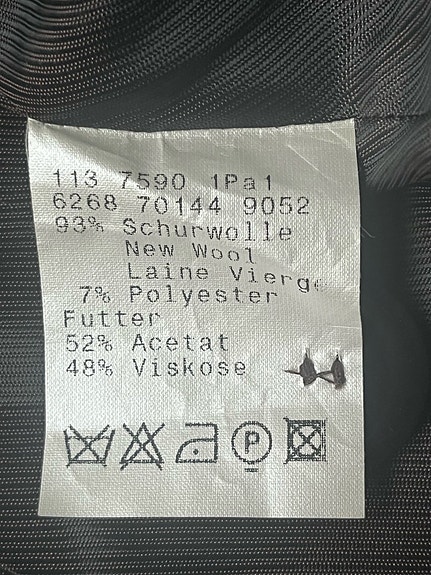 113 7590 1Pa1
6268 70144 9052
93% Schurwolle
New Wool
Laine Vierge
7% Polyester
Futter
52% Acetat
48% Viskose
P